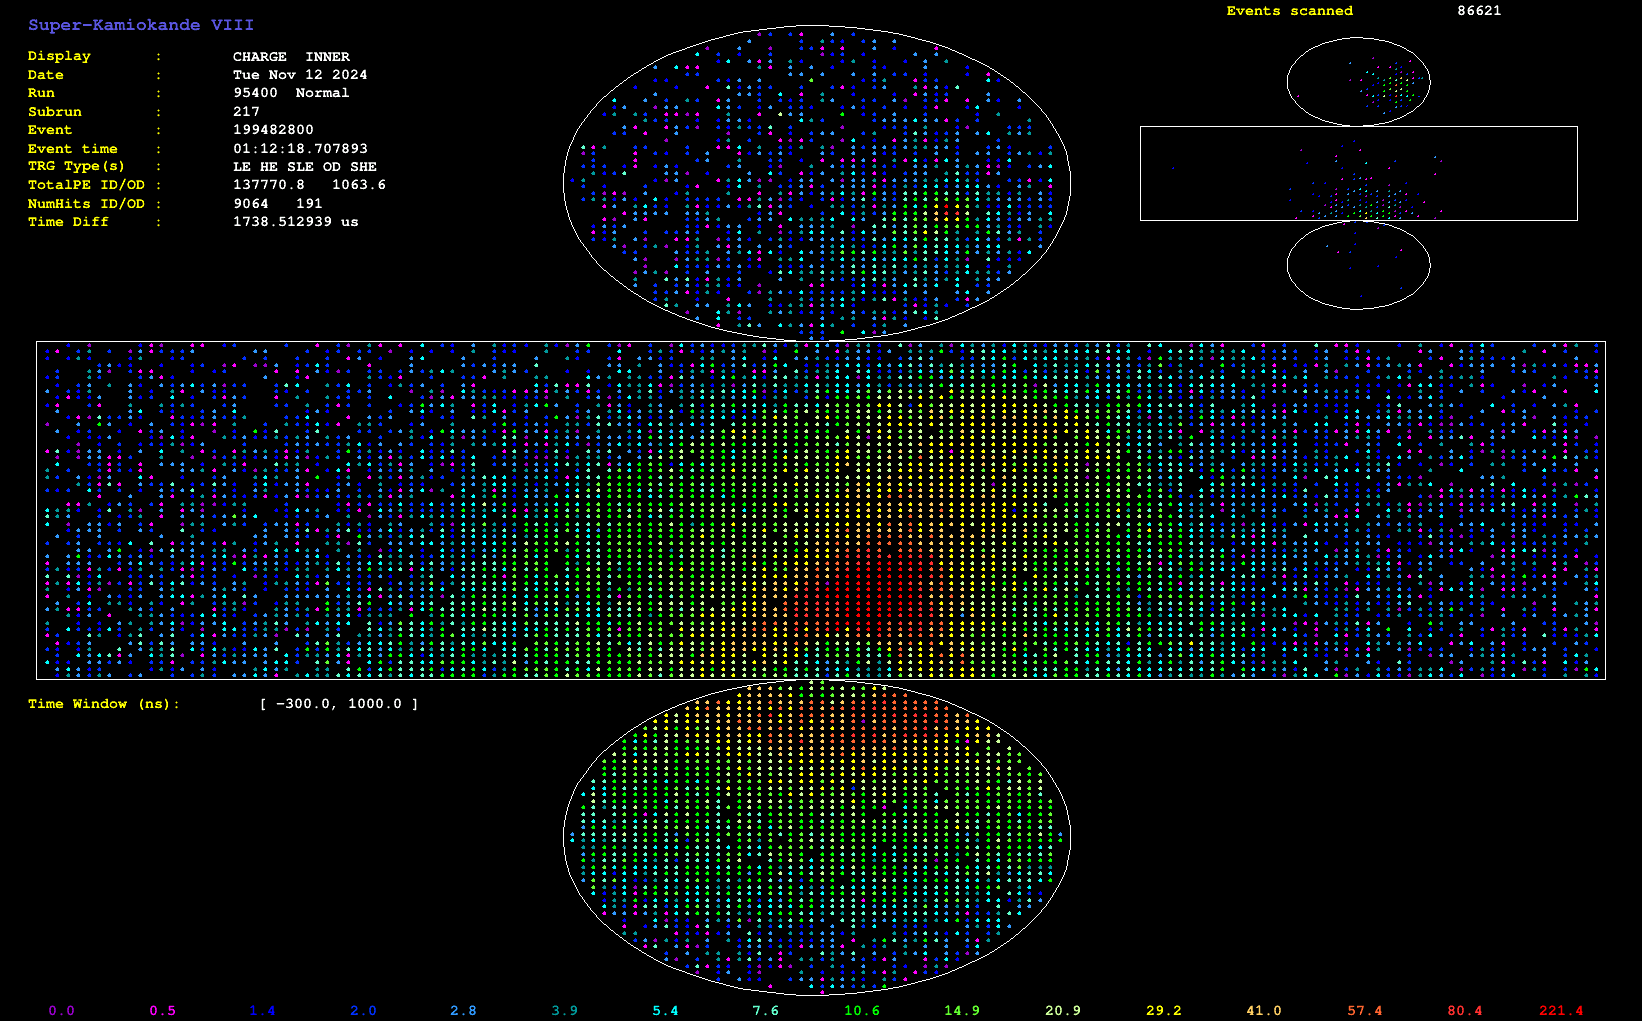 Super-Kamiokande VIII
Events scanned 86621
Display : CHARGE INNER
Date : Tue Nov 12 2024
Run : 95400 Normal
Subrun : 217
Event : 199482800
Event time : 01:12:18.707893
TRG Type(s) : LE HE SLE OD SHE
TotalPE ID/OD : 137770.8 1063.6
NumHits ID/OD : 9064 191
Time Diff : 1738.512939 us
Time Window (ns): [ -300.0, 1000.0 ]
0.0 0.5 1.4 2.0 2.8 3.9 5.4 7.6 10.6 14.9 20.9 29.2 41.0 57.4 80.4 221.4